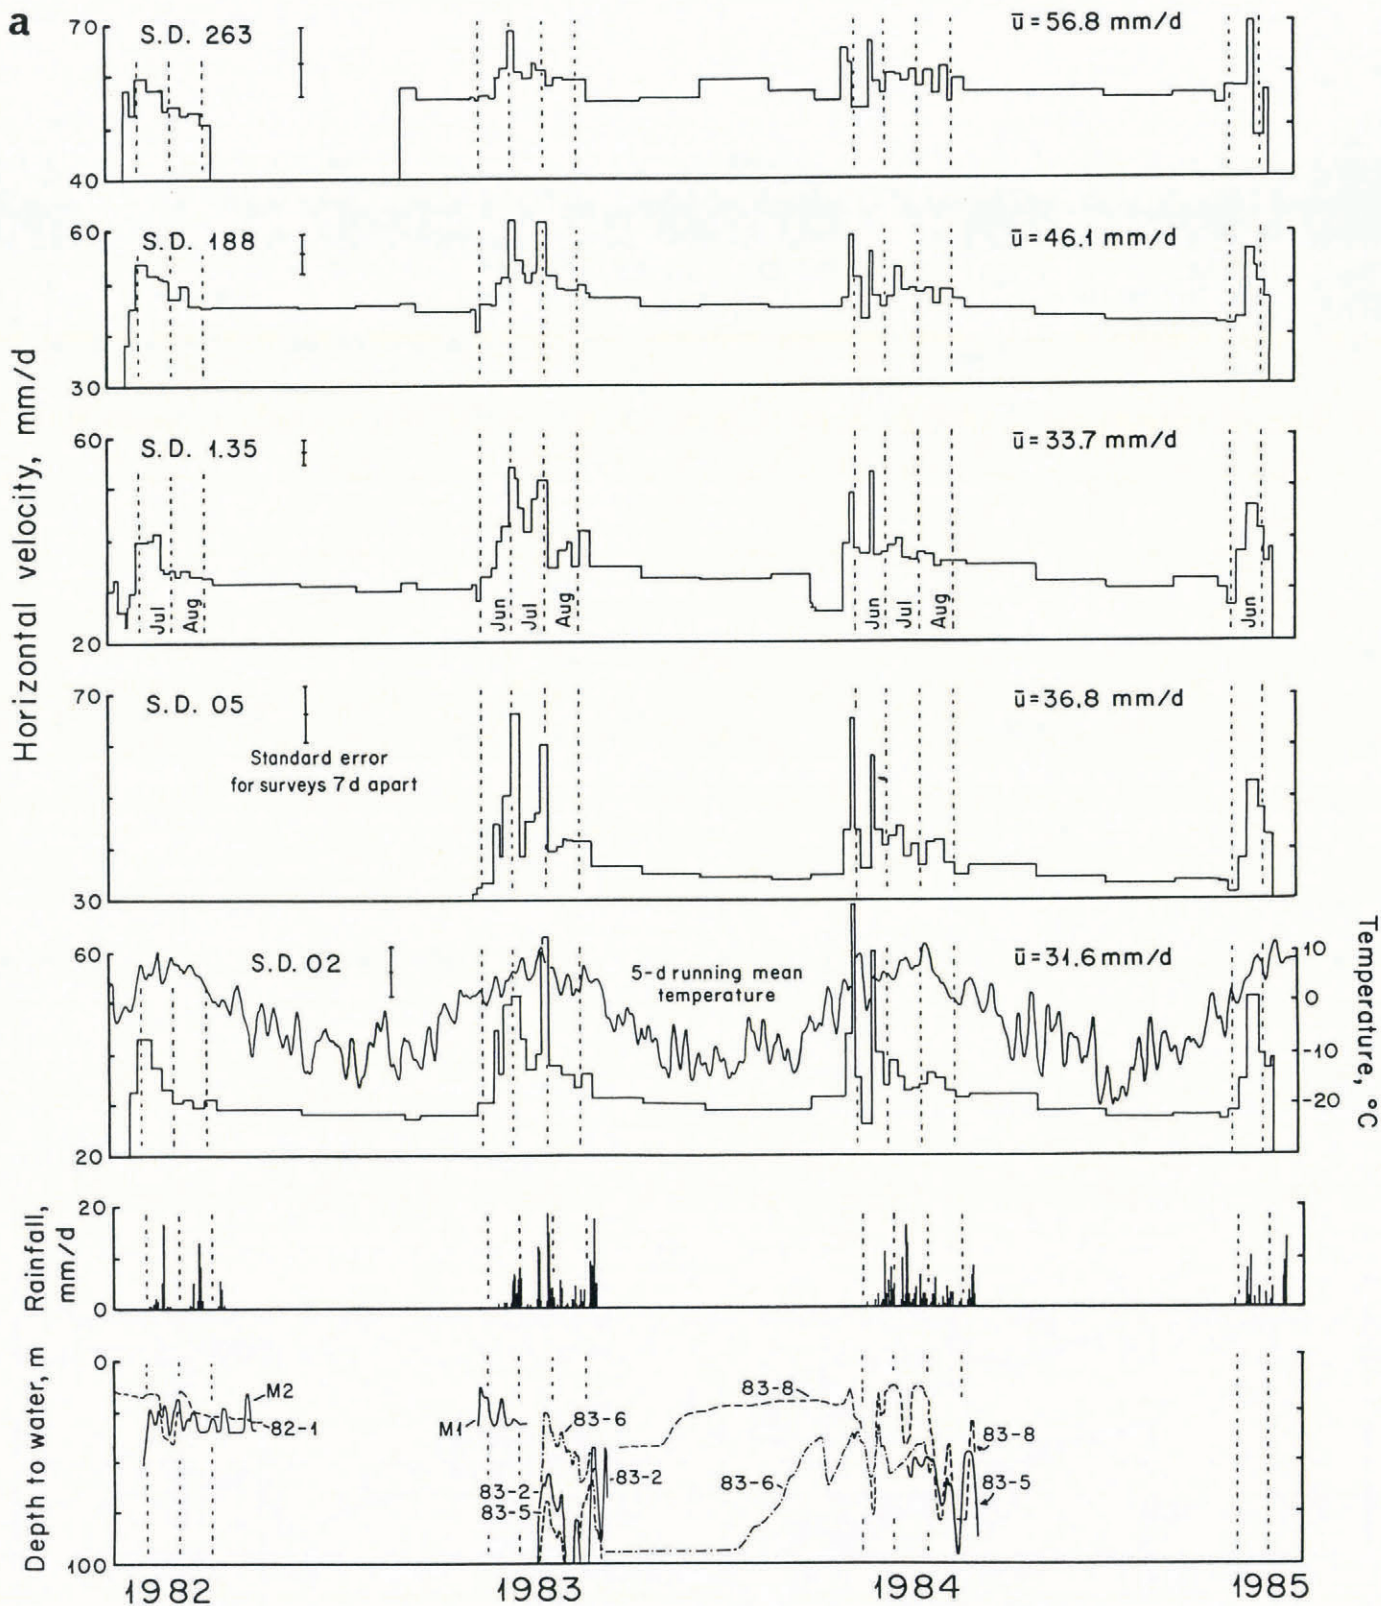 a
70
S.D. 263
ū = 56.8 mm/d
40
60
S.D. 188
ū = 46.1 mm/d
30
Horizontal velocity, mm/d
60
S.D. 135
ū = 33.7 mm/d
Jul
Aug
Jun
Jul
Aug
Jun
Jul
Aug
Jun
20
70
S.D. 05
ū = 36.8 mm/d
Standard error
for surveys 7d apart
30
60
S.D. 02
5-d running mean
temperature
ū = 31.6 mm/d
10
0
-10
-20
Temperature, °C
20
Rainfall,
mm/d
20
0
Depth to water, m
0
M2
82-1
M1
83-6
83-2
83-2
83-5
83-8
83-6
83-8
83-5
100
1982
1983
1984
1985